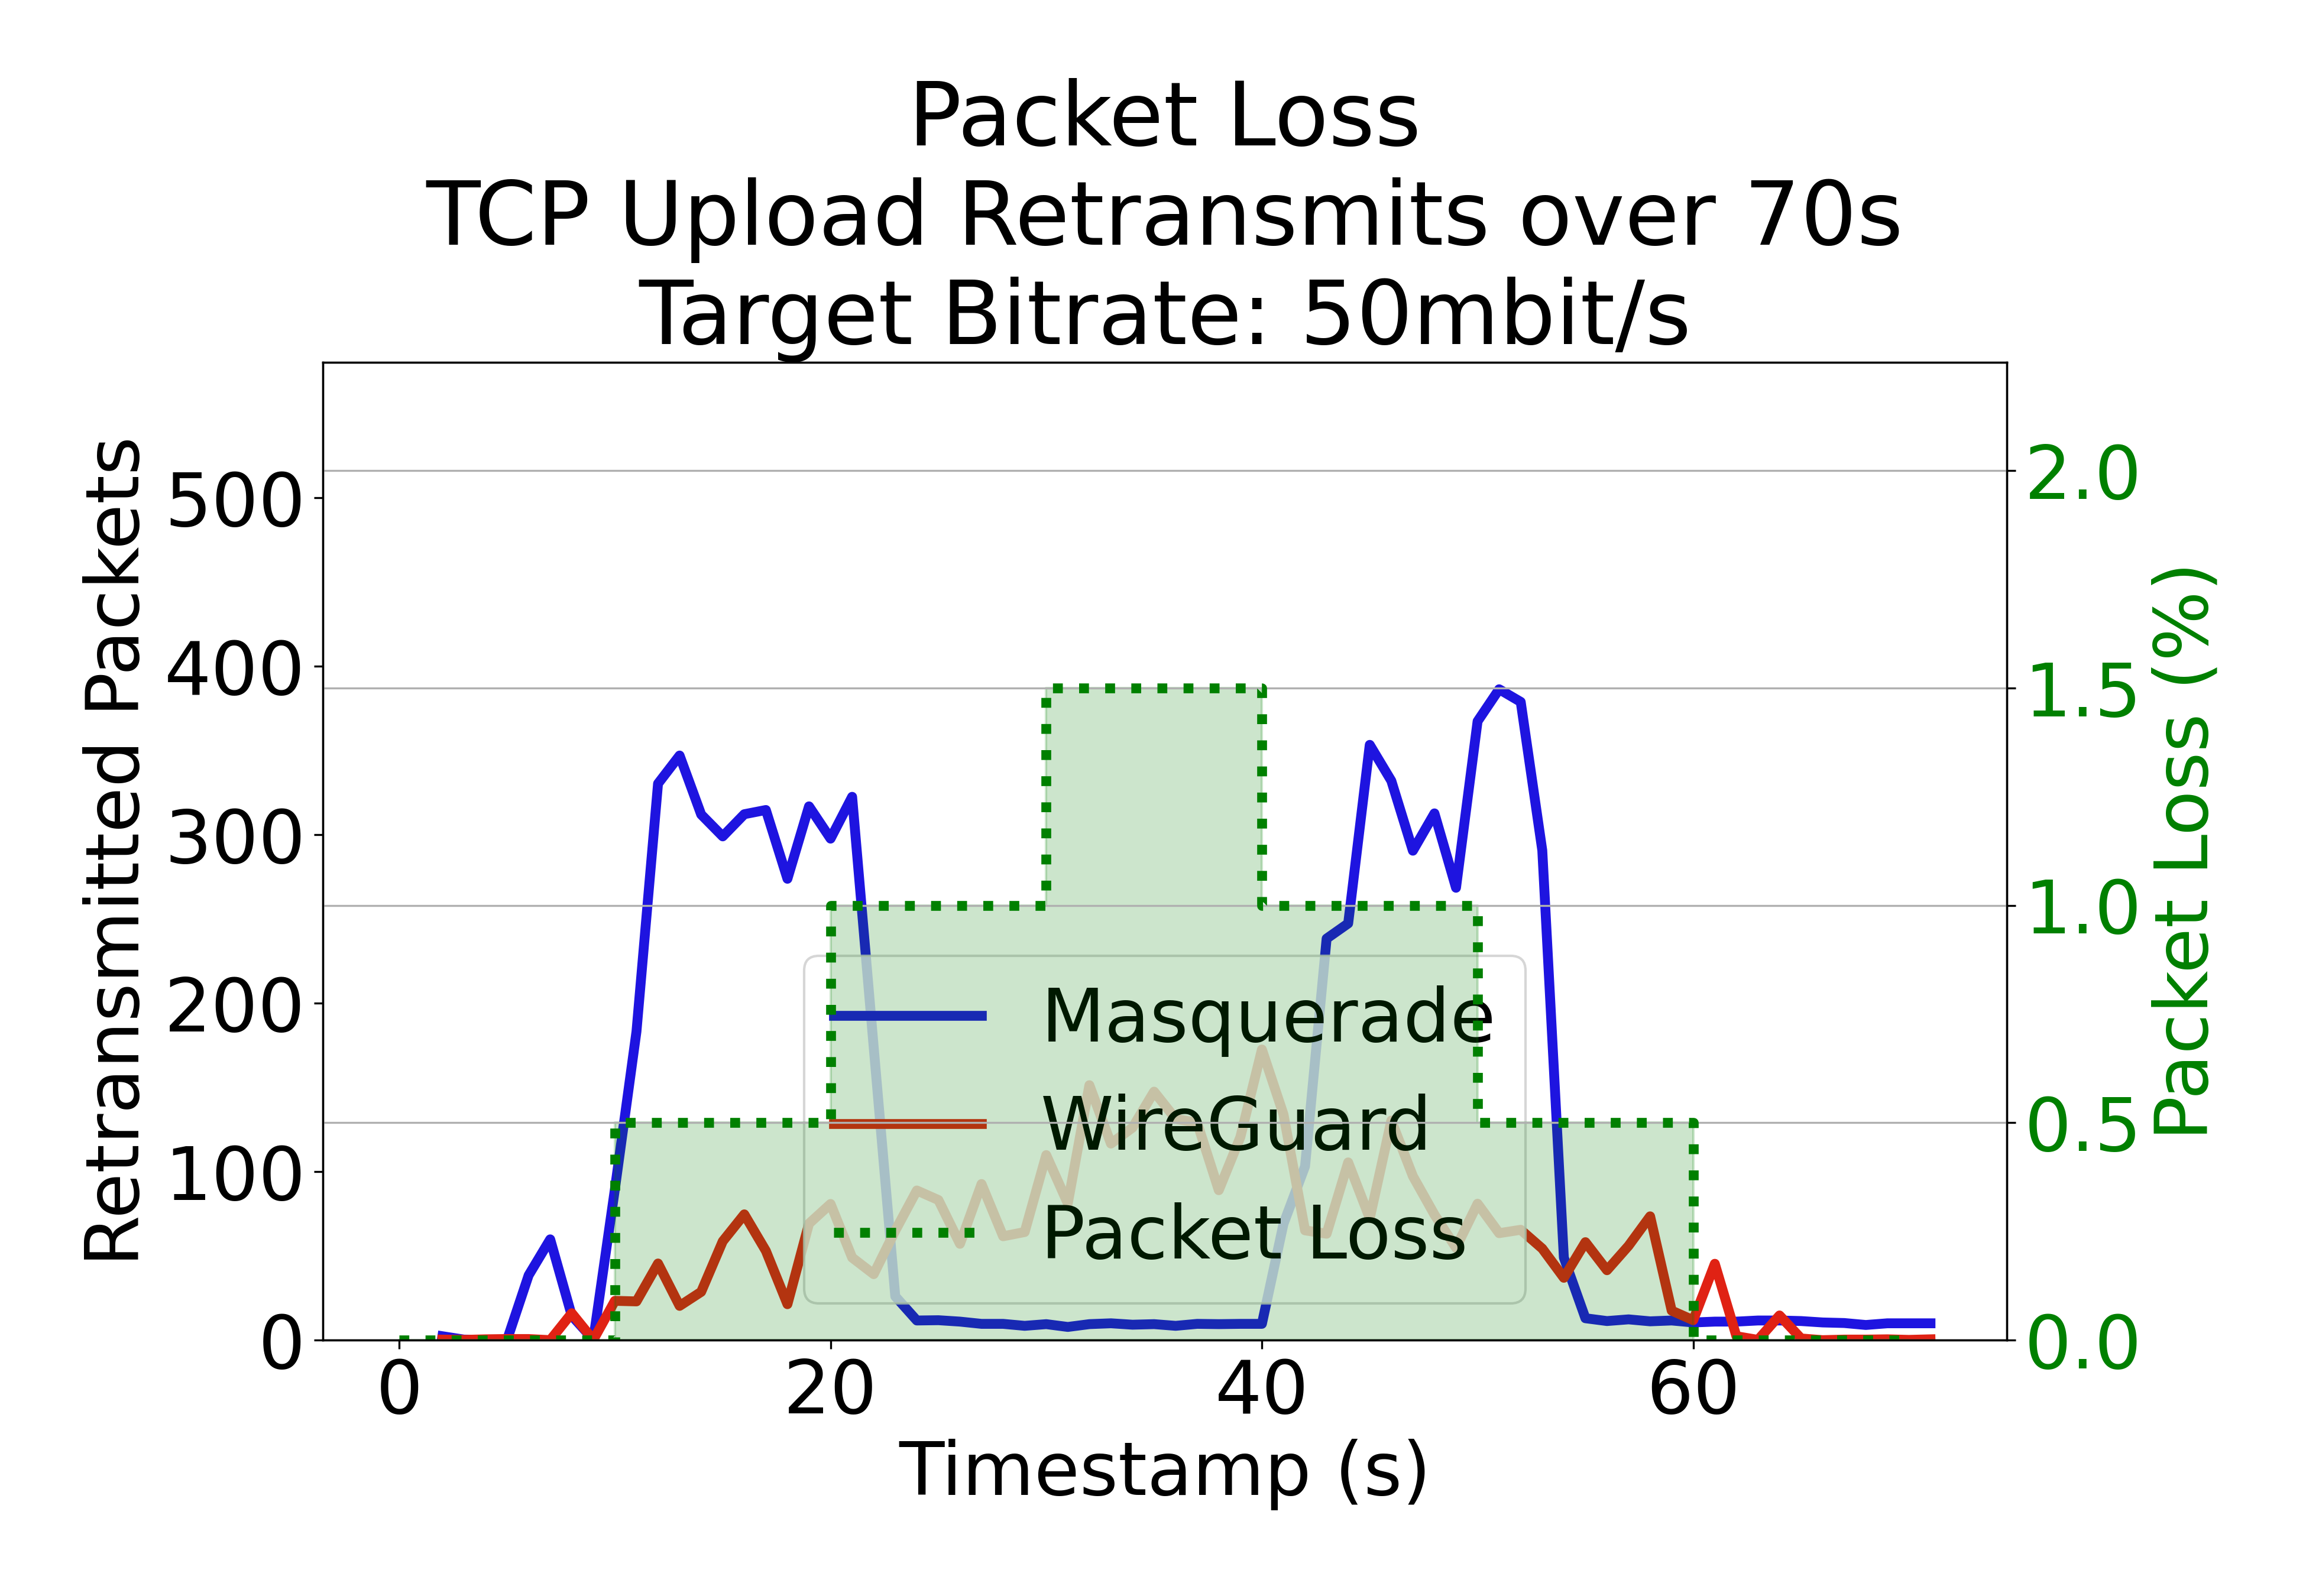 Packet Loss
TCP Upload Retransmits over 70s
Target Bitrate: 50mbit/s
Retransmitted Packets
500
400
300
200
100
0
2.0
1.5
1.0
0.5
0.0
Packet Loss (%)
Masquerade
WireGuard
Packet Loss
0 20 40 60
Timestamp (s)